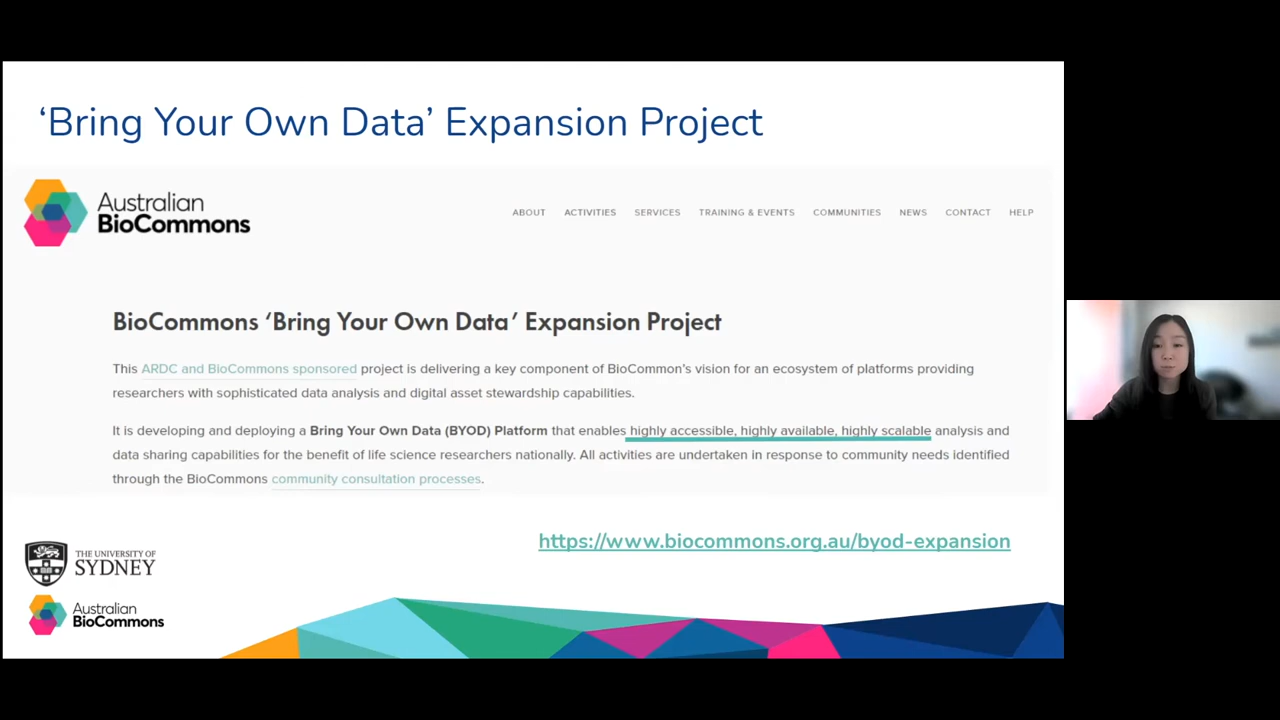 ‘Bring Your Own Data’ Expansion Project
Australian
BioCommons
ABOUT ACTIVITIES SERVICES TRAINING & EVENTS COMMUNITIES NEWS CONTACT HELP
BioCommons ‘Bring Your Own Data’ Expansion Project
This ARDC and BioCommons sponsored project is delivering a key component of BioCommon’s vision for an ecosystem of platforms providing
researchers with sophisticated data analysis and digital asset stewardship capabilities.
It is developing and deploying a Bring Your Own Data (BYOD) Platform that enables highly accessible, highly available, highly scalable analysis and
data sharing capabilities for the benefit of life science researchers nationally. All activities are undertaken in response to community needs identified
through the BioCommons community consultation processes.
https://www.biocommons.org.au/byod-expansion
THE UNIVERSITY OF
SYDNEY
Australian
BioCommons